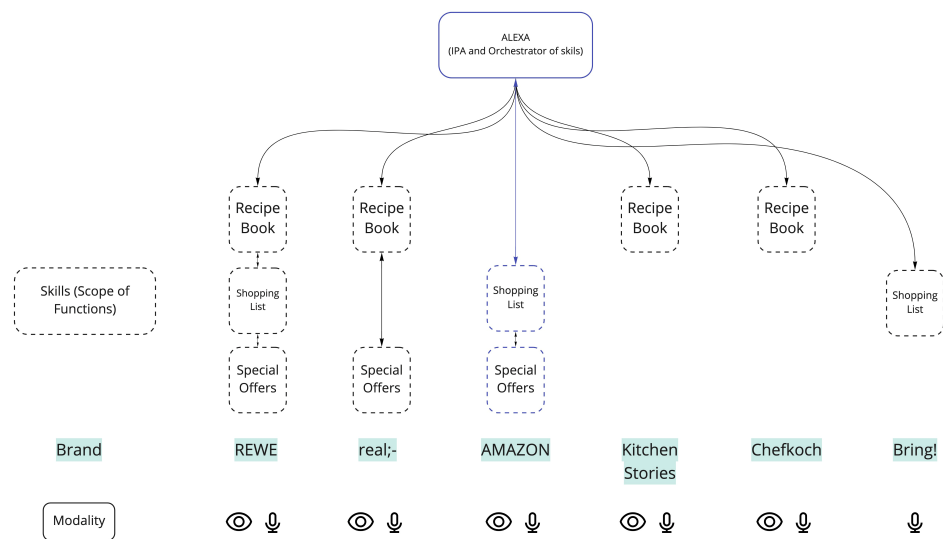 ALEXA
(IPA and Orchestrator of skils)
Recipe
Book
Recipe
Book
Recipe
Book
Recipe
Book
Skills (Scope of
Functions)
Shopping
List
Shopping
List
Shopping
List
Special
Offers
Special
Offers
Special
Offers
Brand
REWE
real;-
AMAZON
Kitchen
Stories
Chefkoch
Bring!
Modality